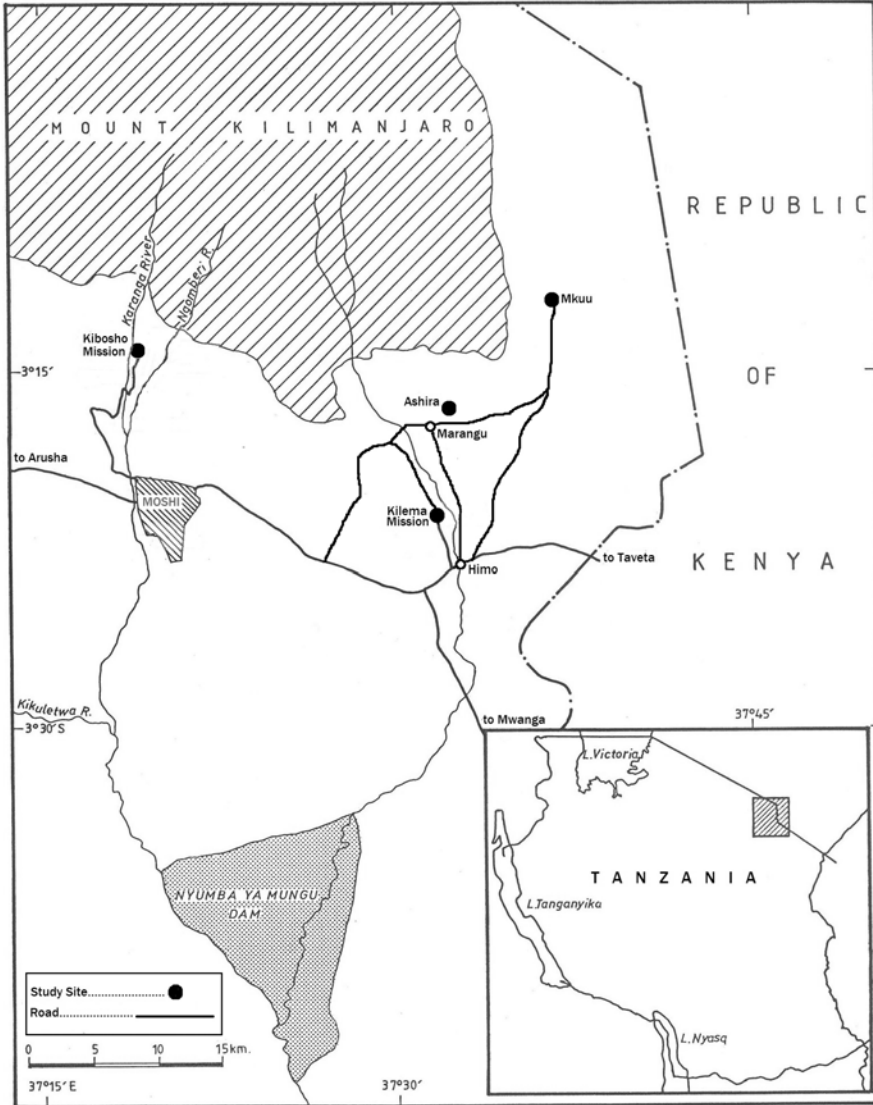 MOUNT KILIMANJARO
REPUBLIC
Karanga River
Ngomberi R.
Mkuu
Kibosho
Mission
3°15'
OF
Ashira
Marangu
to Arusha
MOSHI
Kilema
Mission
to Taveta
KENYA
Himo
Kikuletwa R.
37°45'
to Mwanga
3°30' S
L.Victoria
TANZANIA
NYUMBA YA MUNGU
DAM
L.Tanganyika
Study Site
Road
L.Nyasa
0 5 10 15km.
37°15' E
37°30'